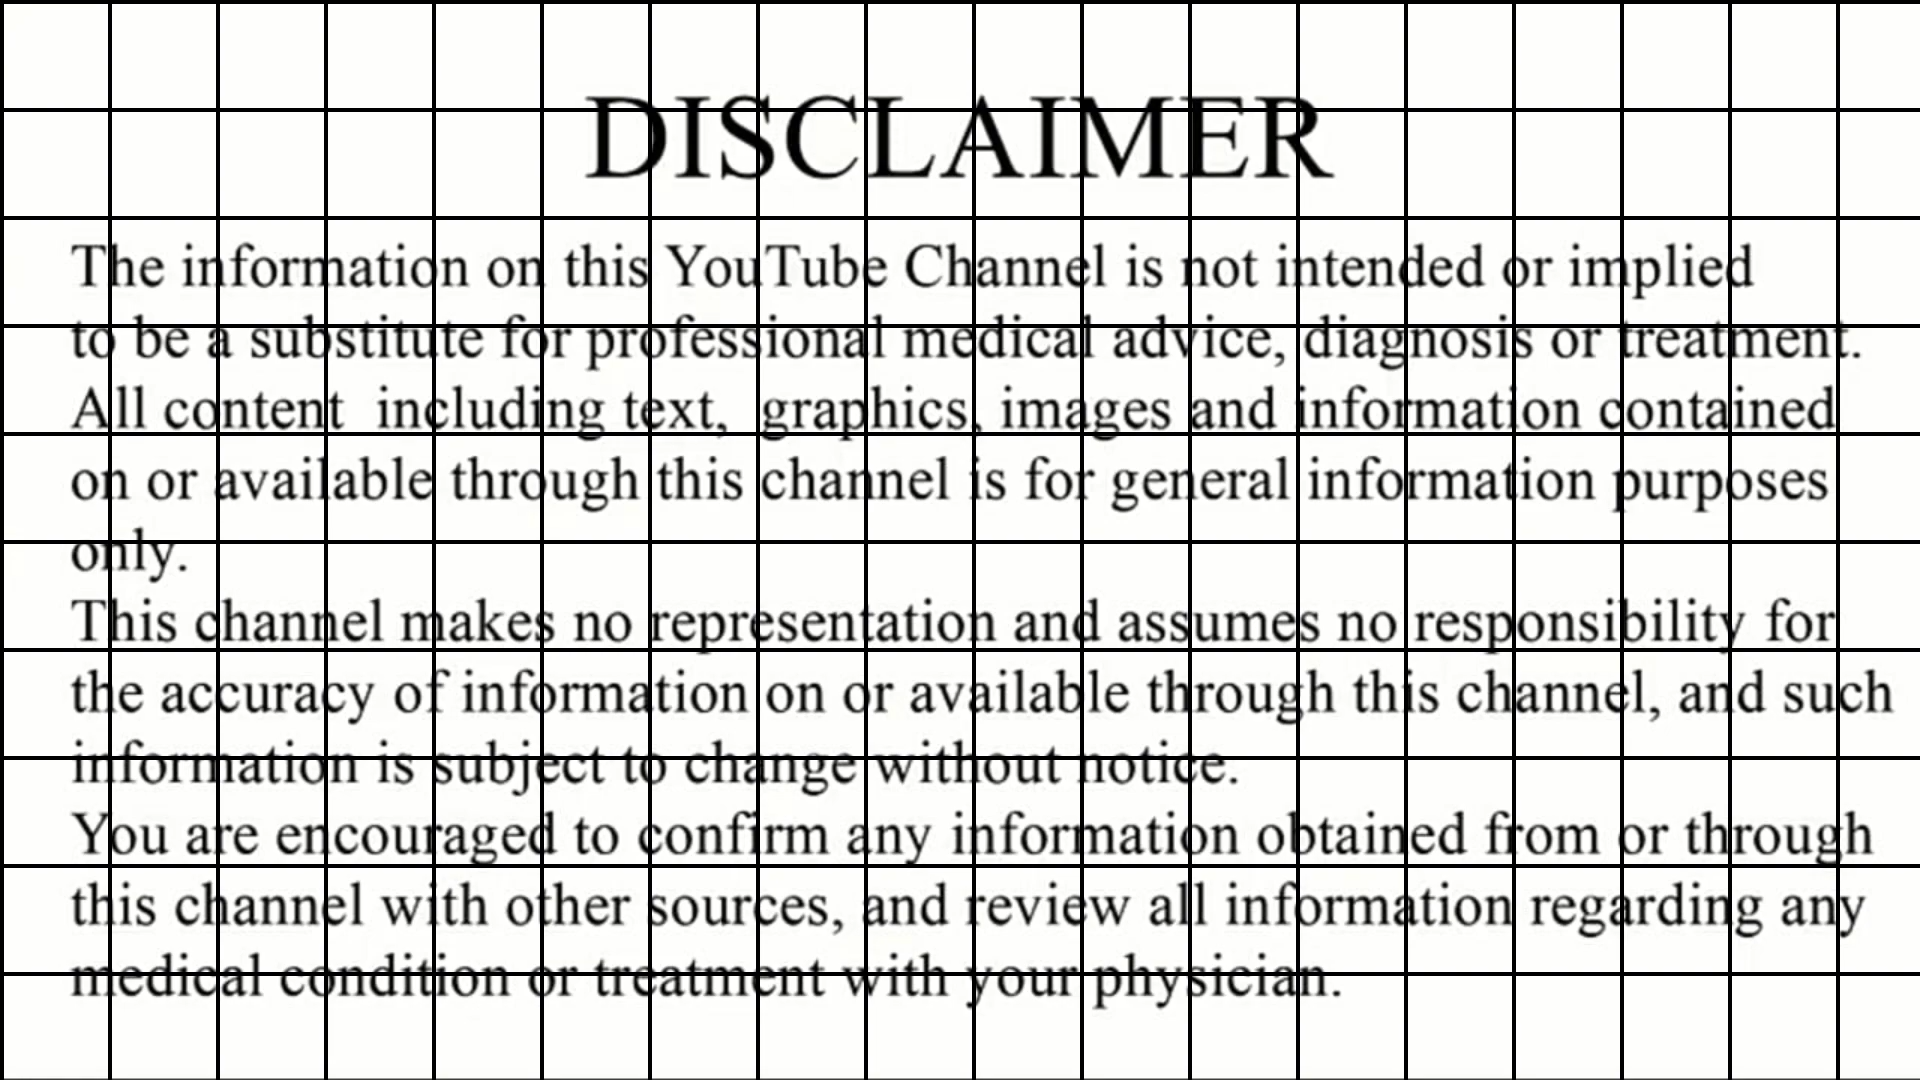 DISCLAIMER
The information on this YouTube Channel is not intended or implied
to be a substitute for professional medical advice, diagnosis or treatment.
All content  including text,  graphics, images and information contained
on or available through this channel is for general information purposes
only.
This channel makes no representation and assumes no responsibility for
the accuracy of information on or available through this channel, and such
information is subject to change without notice.
You are encouraged to confirm any information obtained from or through
this channel with other sources, and review all information regarding any
medical condition or treatment with your physician.